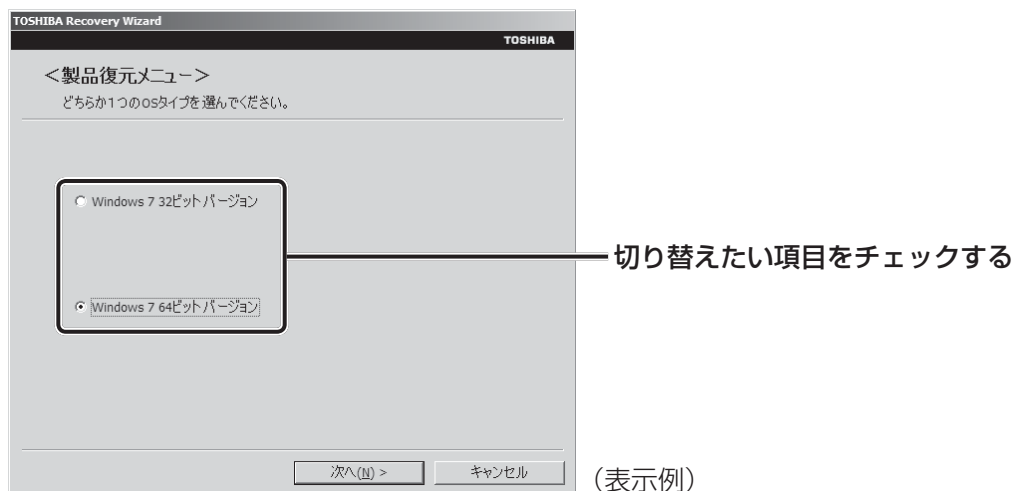 TOSHIBA Recovery Wizard
TOSHIBA
＜製品復元メニュー＞
どちらか1つのOSタイプを選んでください。
Windows 7 32ビットバージョン
切り替えたい項目をチェックする
Windows 7 64ビットバージョン
次へ(N) >
キャンセル
（表示例）